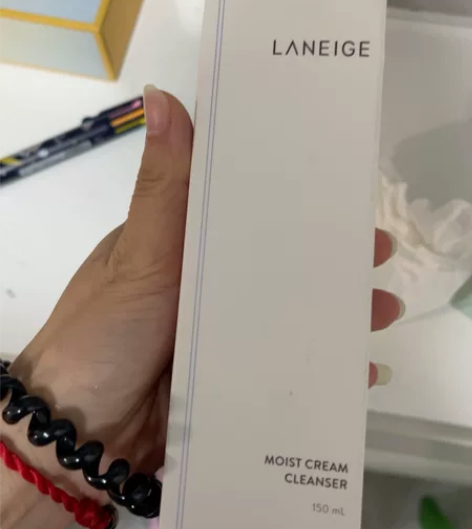 LANEIGE
MOIST CREAM
CLEANSER
150 mL